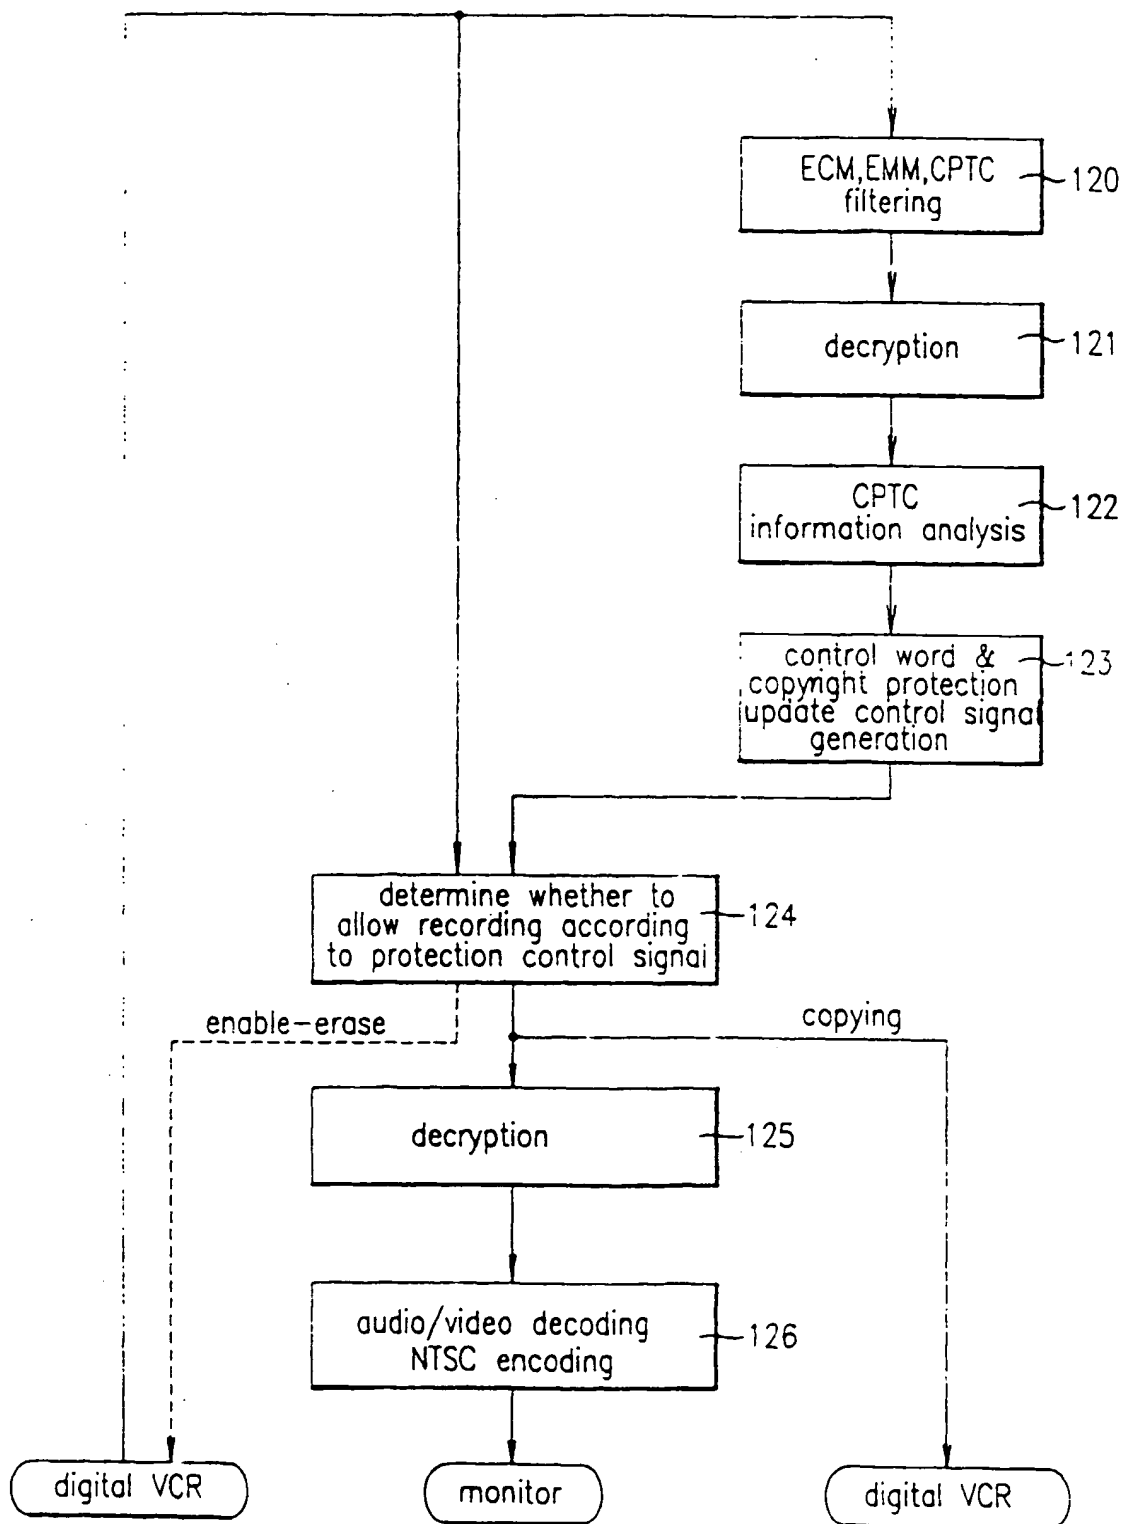 ECM,EMM,CPTC
filtering
120
decryption
121
CPTC
information analysis
122
control word &
copyright protection
update control signal
generation
123
determine whether to
allow recording according
to protection control signal
124
enable-erase
copying
decryption
125
audio/video decoding
NTSC encoding
126
digital VCR
monitor
digital VCR